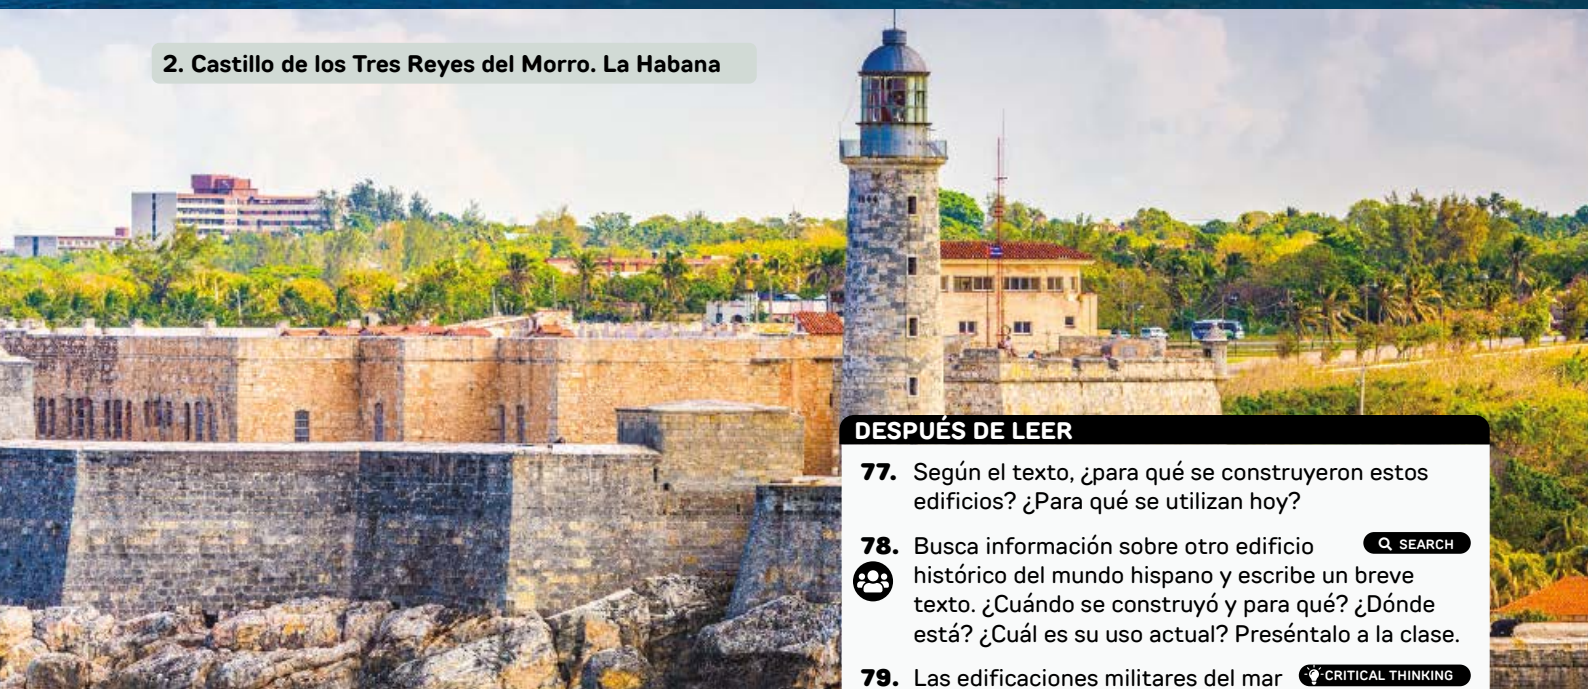 2. Castillo de los Tres Reyes del Morro. La Habana
DESPUÉS DE LEER
77. Según el texto, ¿para qué se construyeron estos
edificios? ¿Para qué se utilizan hoy?
78. Busca información sobre otro edificio
SEARCH
histórico del mundo hispano y escribe un breve
texto. ¿Cuándo se construyó y para qué? ¿Dónde
está? ¿Cuál es su uso actual? Preséntalo a la clase.
79. Las edificaciones militares del mar
CRITICAL THINKING